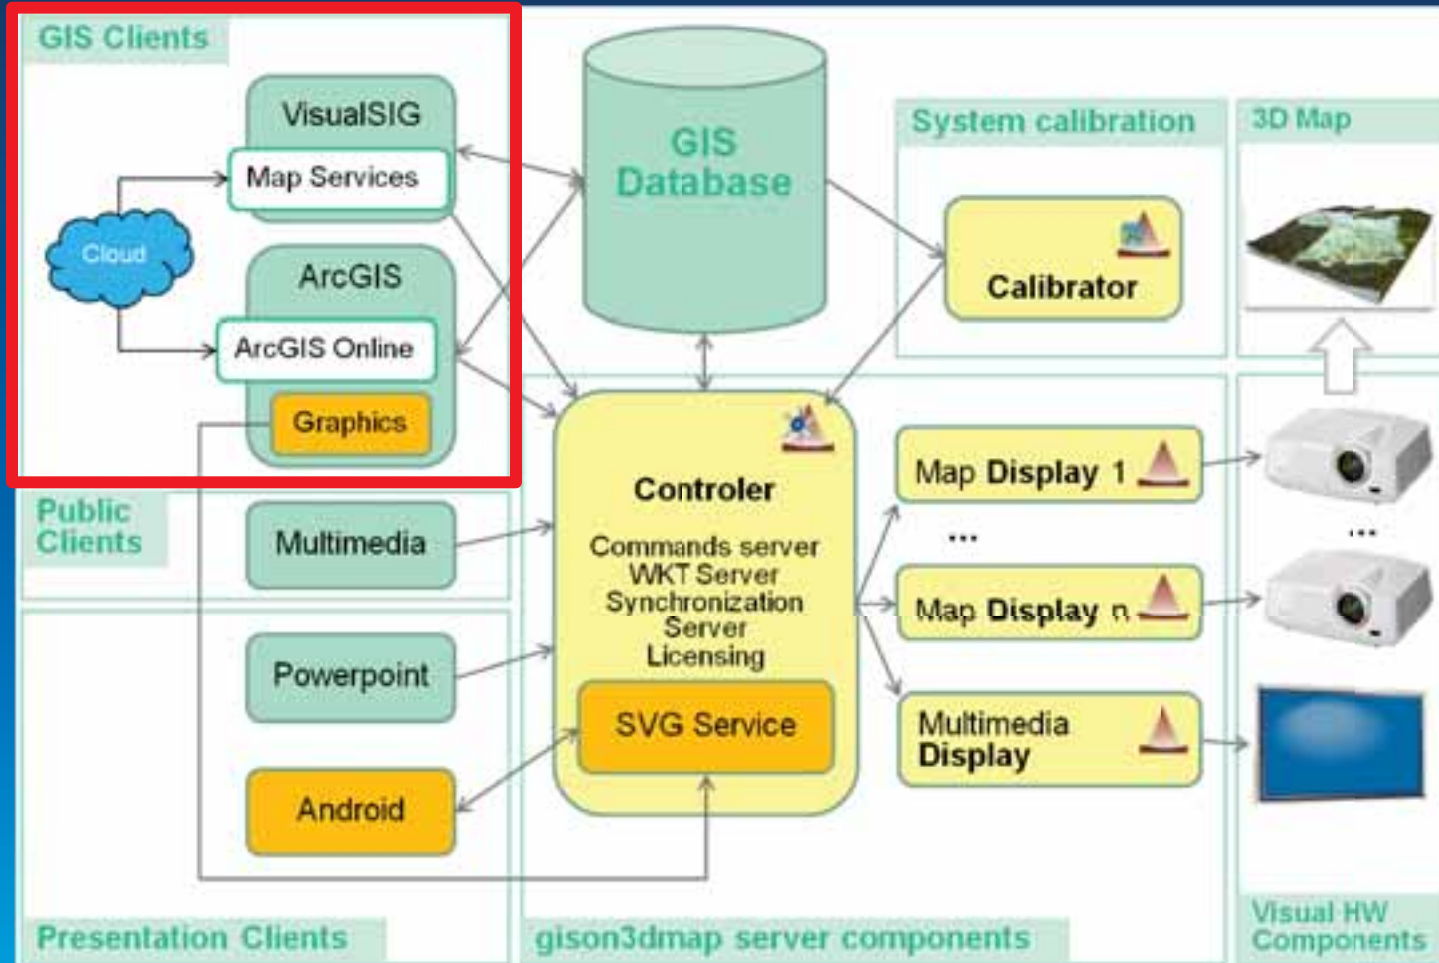 GIS Clients
VisualSIG
Map Services
Cloud
ArcGIS
ArcGIS Online
Graphics
GIS
Database
System calibration
Calibrator
3D Map
Public
Clients
Multimedia
Powerpoint
Android
Presentation Clients
Controler
Commands server
WKT Server
Synchronization
Server
Licensing
SVG Service
gison3dmap server components
Map Display 1
...
Map Display n
Multimedia
Display
...
Visual HW
Components